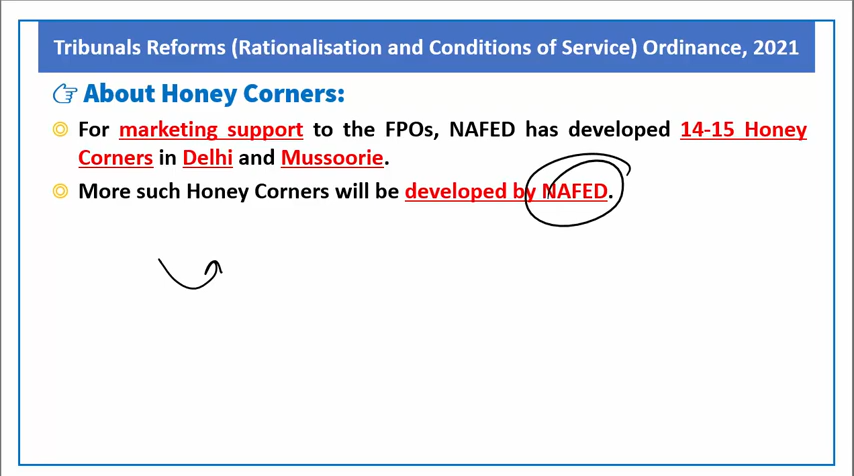 Tribunals Reforms (Rationalisation and Conditions of Service) Ordinance, 2021
About Honey Corners:
For marketing support to the FPOs, NAFED has developed 14-15 Honey
Corners in Delhi and Mussoorie.
More such Honey Corners will be developed by NAFED.